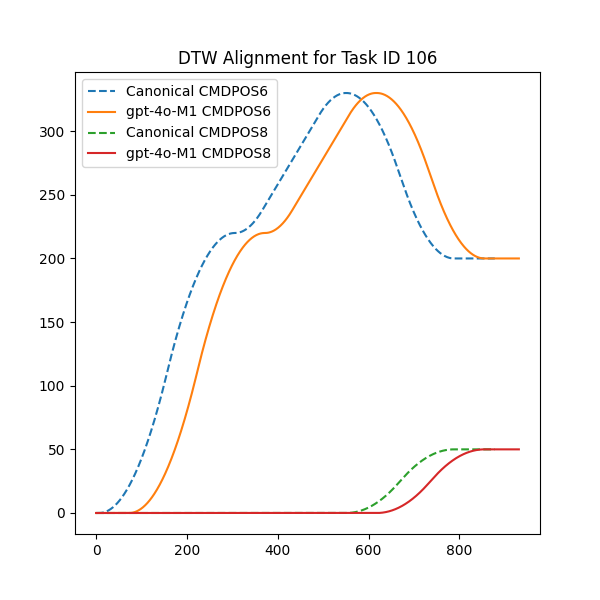 DTW Alignment for Task ID 106
Canonical CMDPOS6
gpt-4o-M1 CMDPOS6
Canonical CMDPOS8
gpt-4o-M1 CMDPOS8
300
250
200
150
100
50
0
0 200 400 600 800